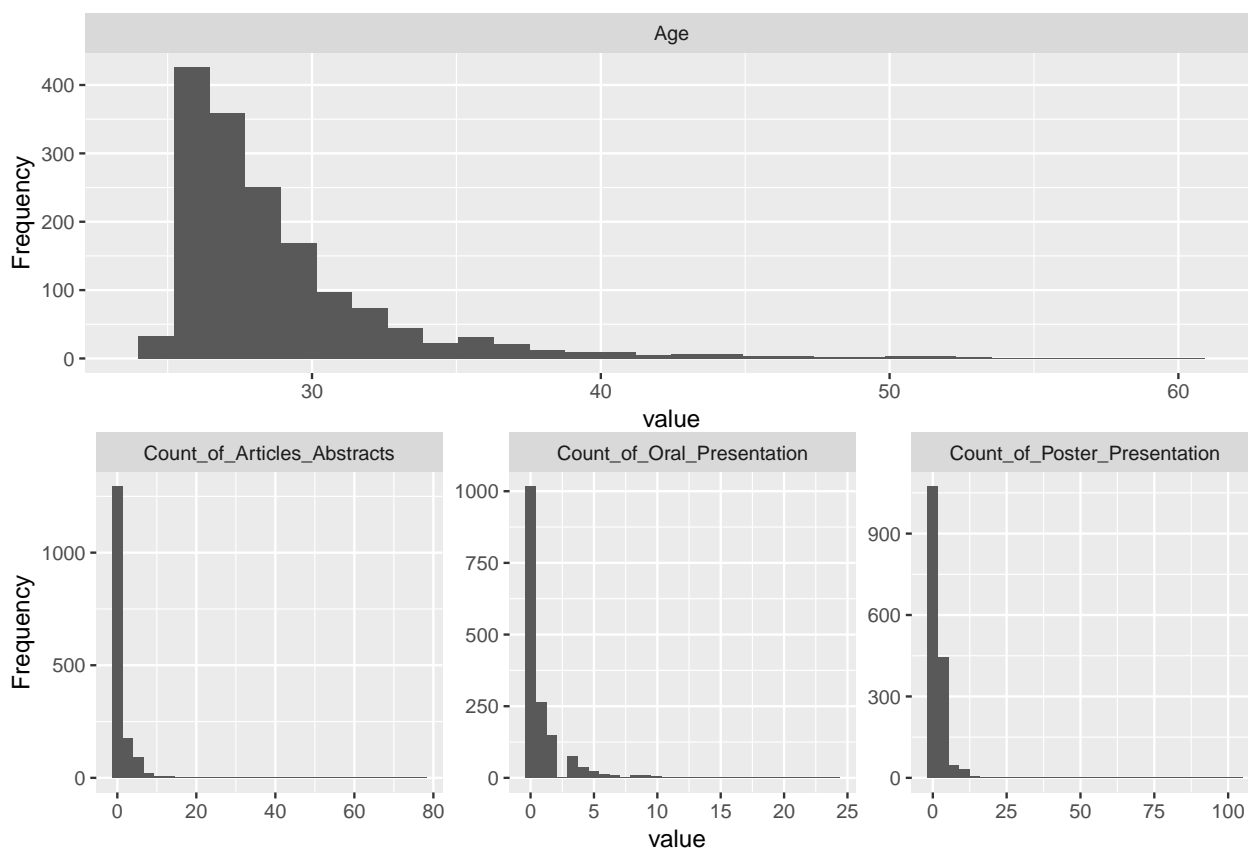 Age
Frequency
400
300
200
100
0
30 40 50 60
value
Count_of_Articles_Abstracts Count_of_Oral_Presentation Count_of_Poster_Presentation
Frequency
1000
500
0
0 20 40 60 80
1000
750
500
250
0
0 5 10 15 20 25
900
600
300
0
0 25 50 75 100
value